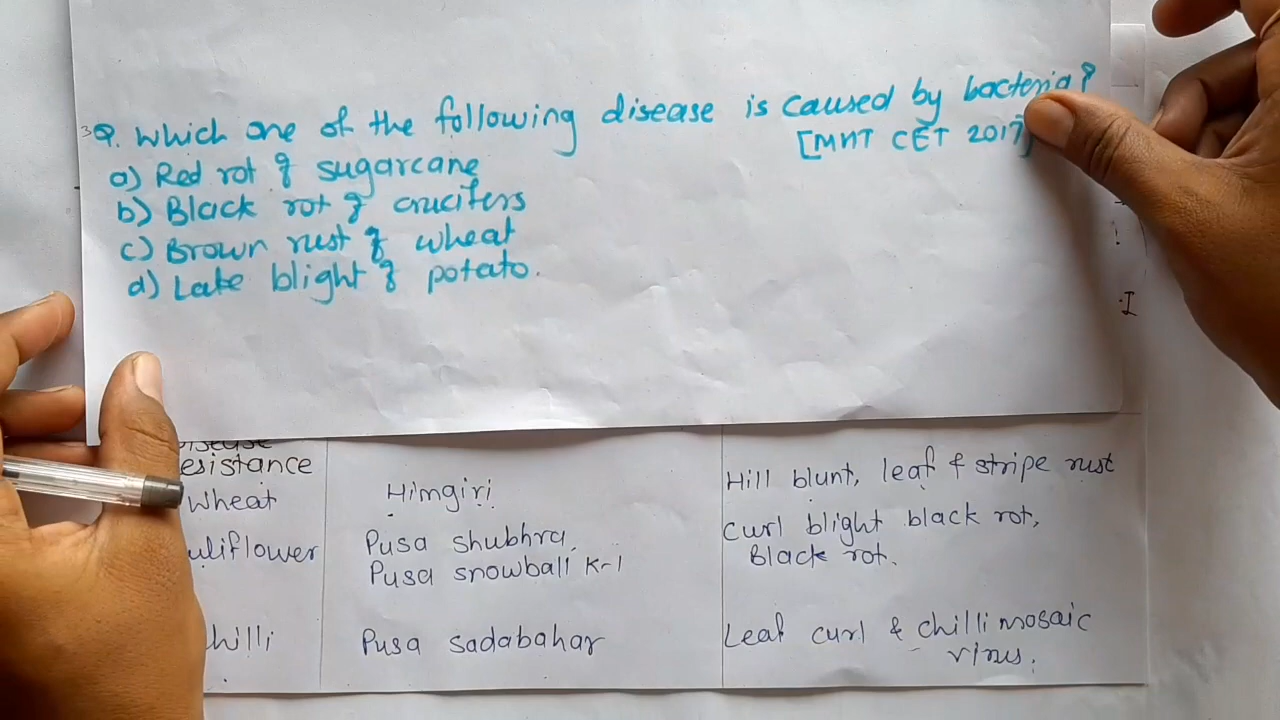 3Q. Which one of the following disease is caused by bacteria?
[MHT CET 2017]
a) Red rot of sugarcane
b) Black rot of crucifers
c) Brown rust of wheat
d) Late blight of potato.
esistance
Wheat Himgiri Hill blunt, leaf & stripe rust
uliflower Pusa shubhra, Curl blight black rot,
Pusa snowball K-1 Black rot.
hilli Pusa sadabahar Leaf curl & chilli mosaic
virus.